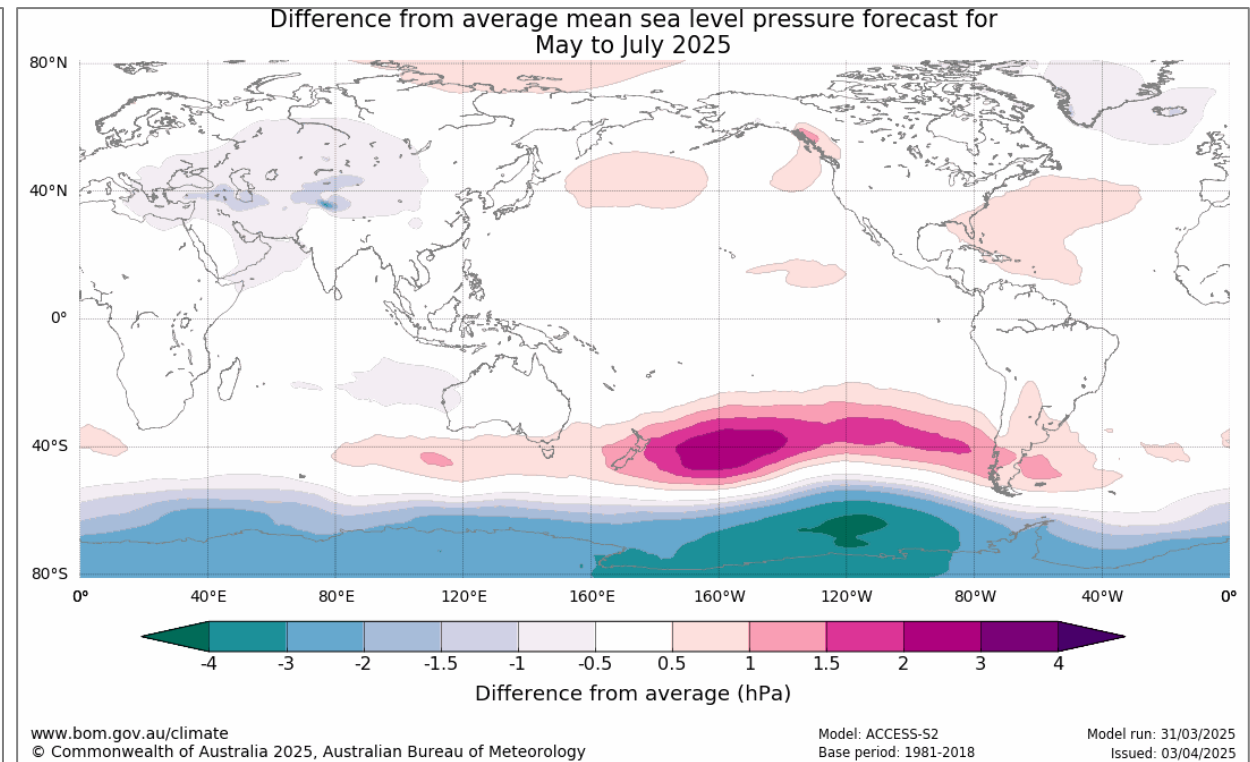 Difference from average mean sea level pressure forecast for
May to July 2025
80°N
40°N
0°
40°S
80°S
0° 40°E 80°E 120°E 160°E 160°W 120°W 80°W 40°W 0°
-4 -3 -2 -1.5 -1 -0.5 0.5 1 1.5 2 3 4
Difference from average (hPa)
www.bom.gov.au/climate
© Commonwealth of Australia 2025, Australian Bureau of Meteorology
Model: ACCESS-S2
Base period: 1981-2018
Model run: 31/03/2025
Issued: 03/04/2025